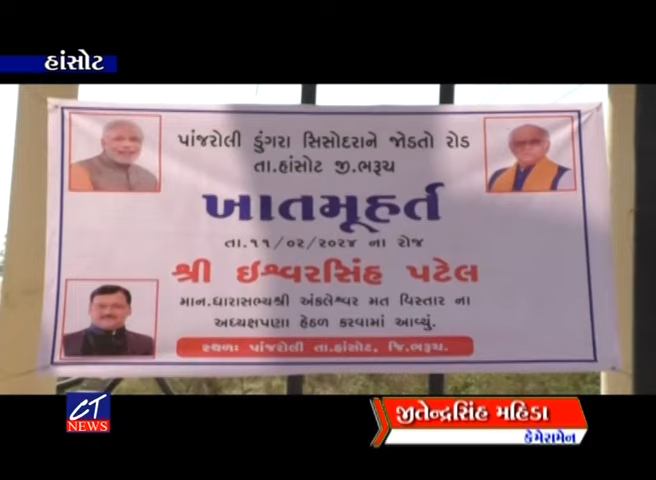 હાંસોટ
પાંજરોલી ડુંગરા સિસોદરાને જોડતો રોડ
તા.હાંસોટ જી.ભરૂચ
ખાતમૂહર્ત
તા.૧૧/૦૨/૨૦૨૪ ના રોજ
શ્રી ઇશ્વરસિંહ પટેલ
માન.ધારાસભ્યશ્રી અંકલેશ્વર મત વિસ્તાર ના
અધ્યક્ષપણા હેઠળ કરવામાં આવ્યું.
સ્થળઃ પાંજરોલી તા.હાંસોટ, જિ.ભરૂચ.
CT
NEWS
જીતેન્દ્રસિંહ મહિડા
કેમેરામેન